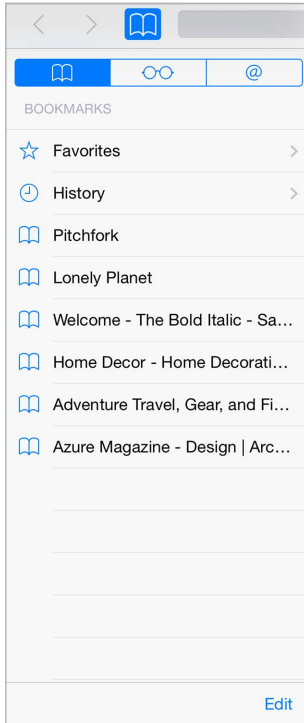 @
BOOKMARKS
Favorites
History
Pitchfork
Lonely Planet
Welcome - The Bold Italic - Sa...
Home Decor - Home Decorati...
Adventure Travel, Gear, and Fi...
Azure Magazine - Design | Arc...
Edit